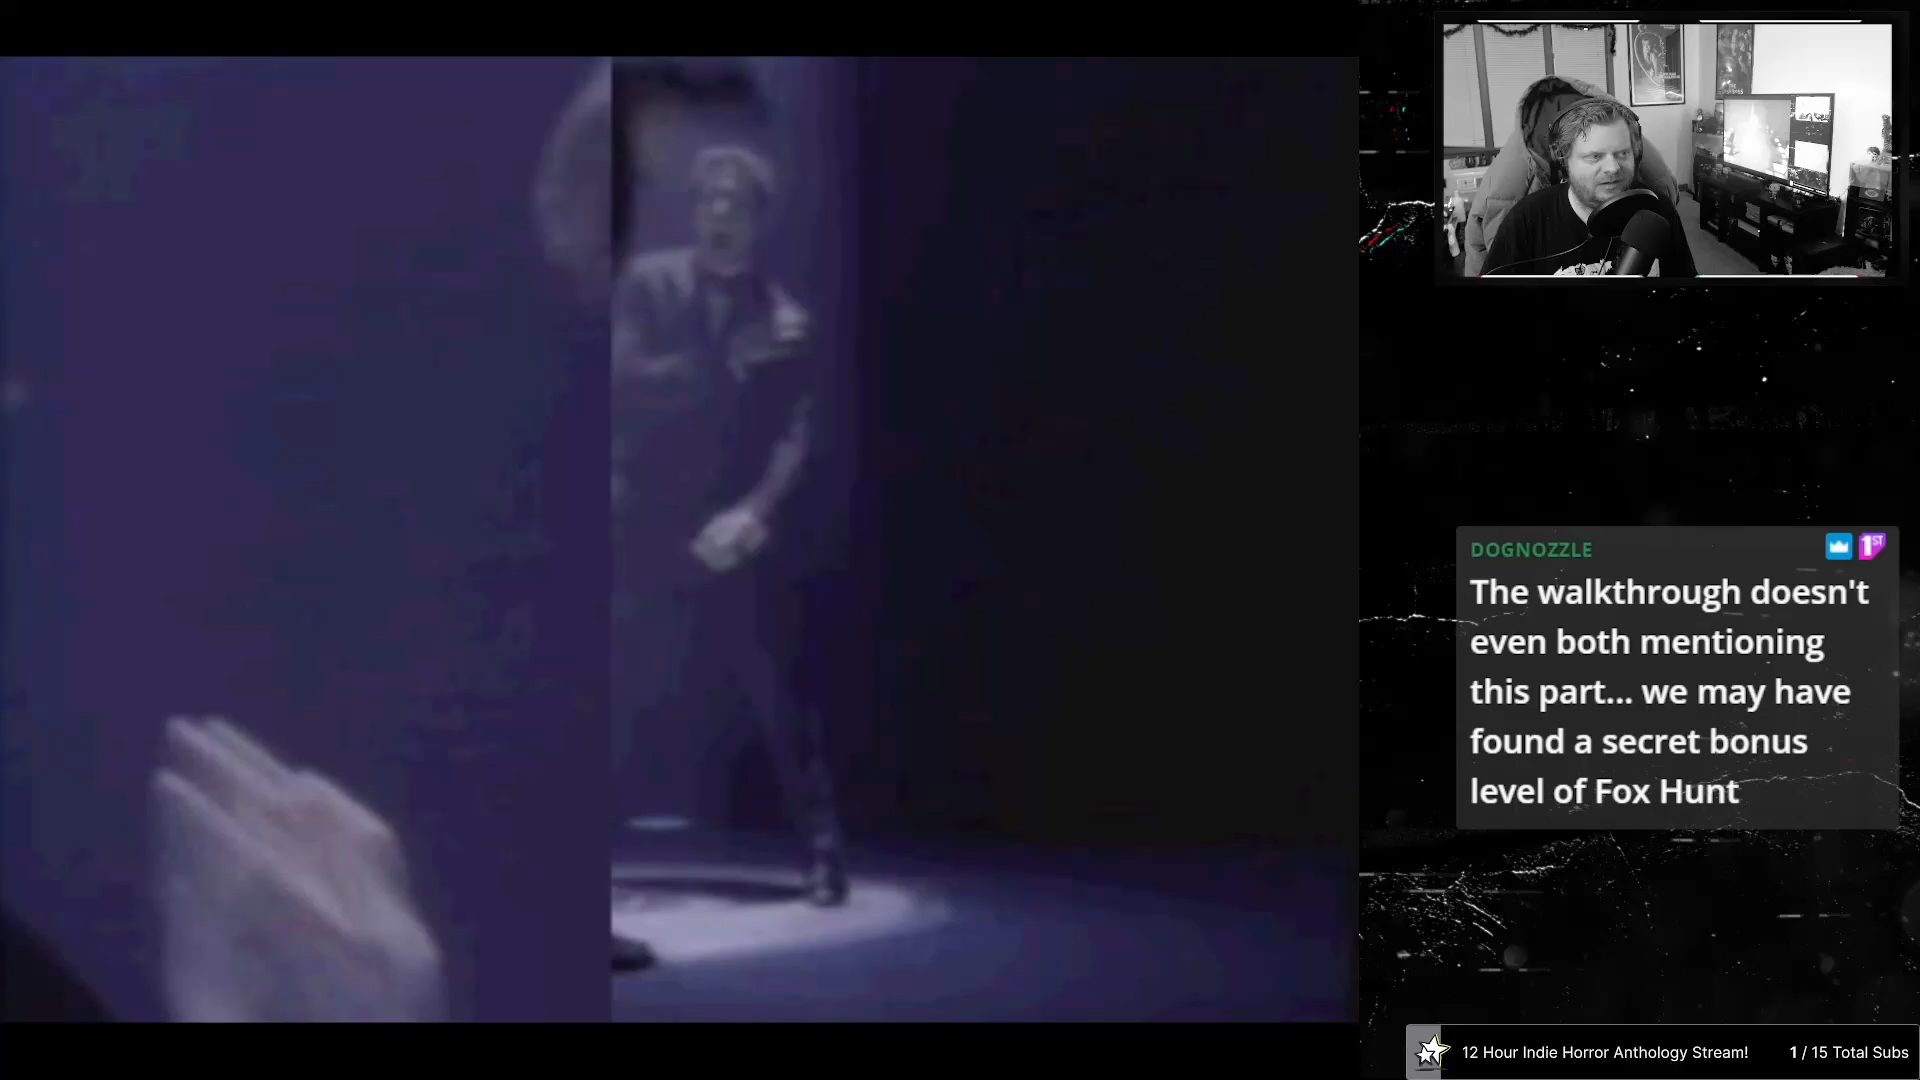 DOGNOZZLE
1ST
The walkthrough doesn't
even both mentioning
this part... we may have
found a secret bonus
level of Fox Hunt
12 Hour Indie Horror Anthology Stream! 1 / 15 Total Subs